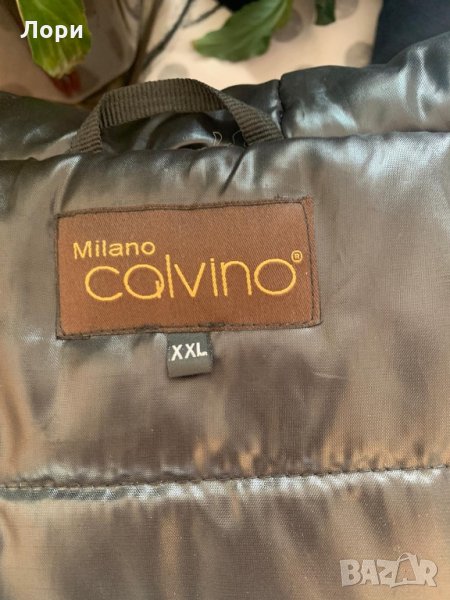 Лори
Milano
calvino®
XXL
BAZAR